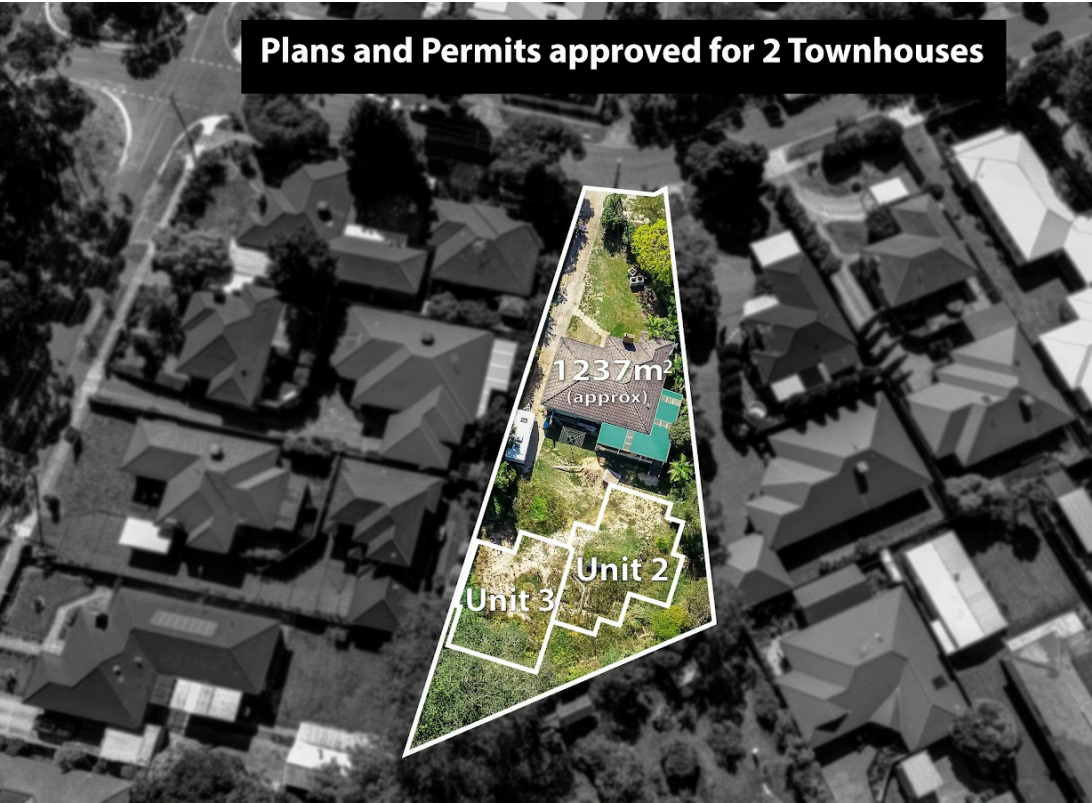 Plans and Permits approved for 2 Townhouses
1237m²
(approx)
Unit 2
Unit 3